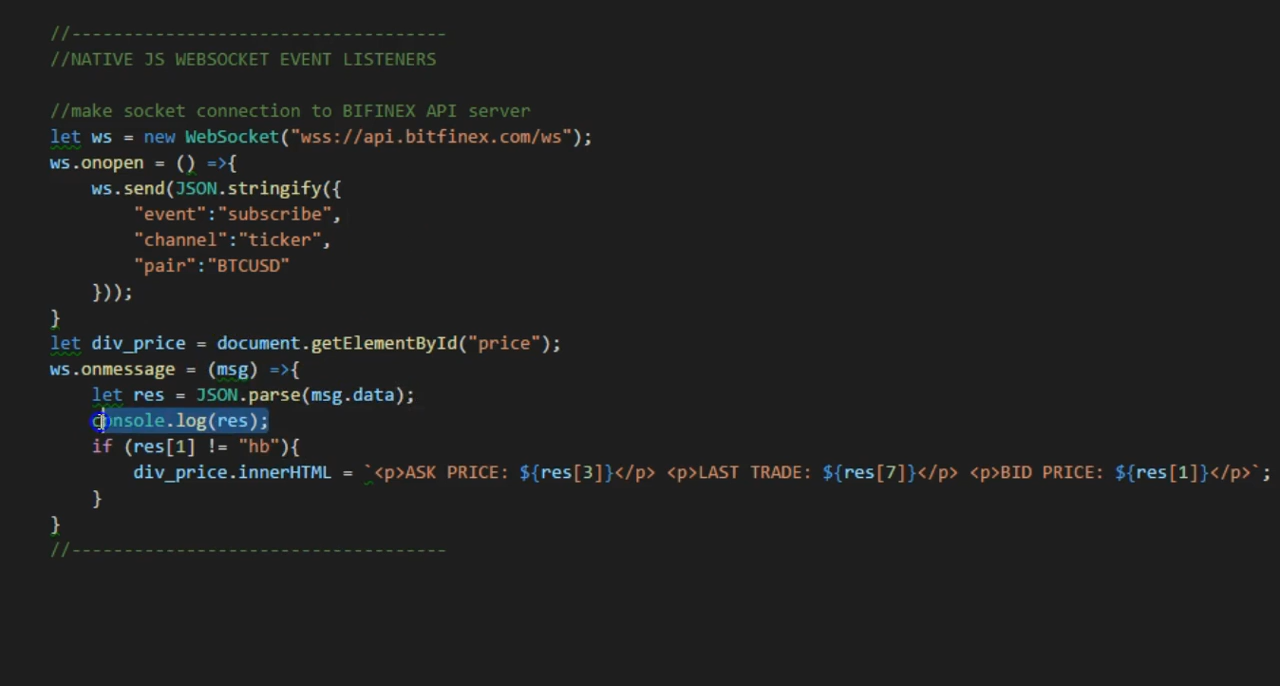 //------------------------------------
//NATIVE JS WEBSOCKET EVENT LISTENERS
//make socket connection to BIFINEX API server
let ws = new WebSocket("wss://api.bitfinex.com/ws");
ws.onopen = () =>{
    ws.send(JSON.stringify({
        "event":"subscribe",
        "channel":"ticker",
        "pair":"BTCUSD"
    }));
}
let div_price = document.getElementById("price");
ws.onmessage = (msg) =>{
    let res = JSON.parse(msg.data);
    console.log(res);
    if (res[1] != "hb"){
        div_price.innerHTML = `<p>ASK PRICE: ${res[3]}</p> <p>LAST TRADE: ${res[7]}</p> <p>BID PRICE: ${res[1]}</p>`;
    }
}
//------------------------------------